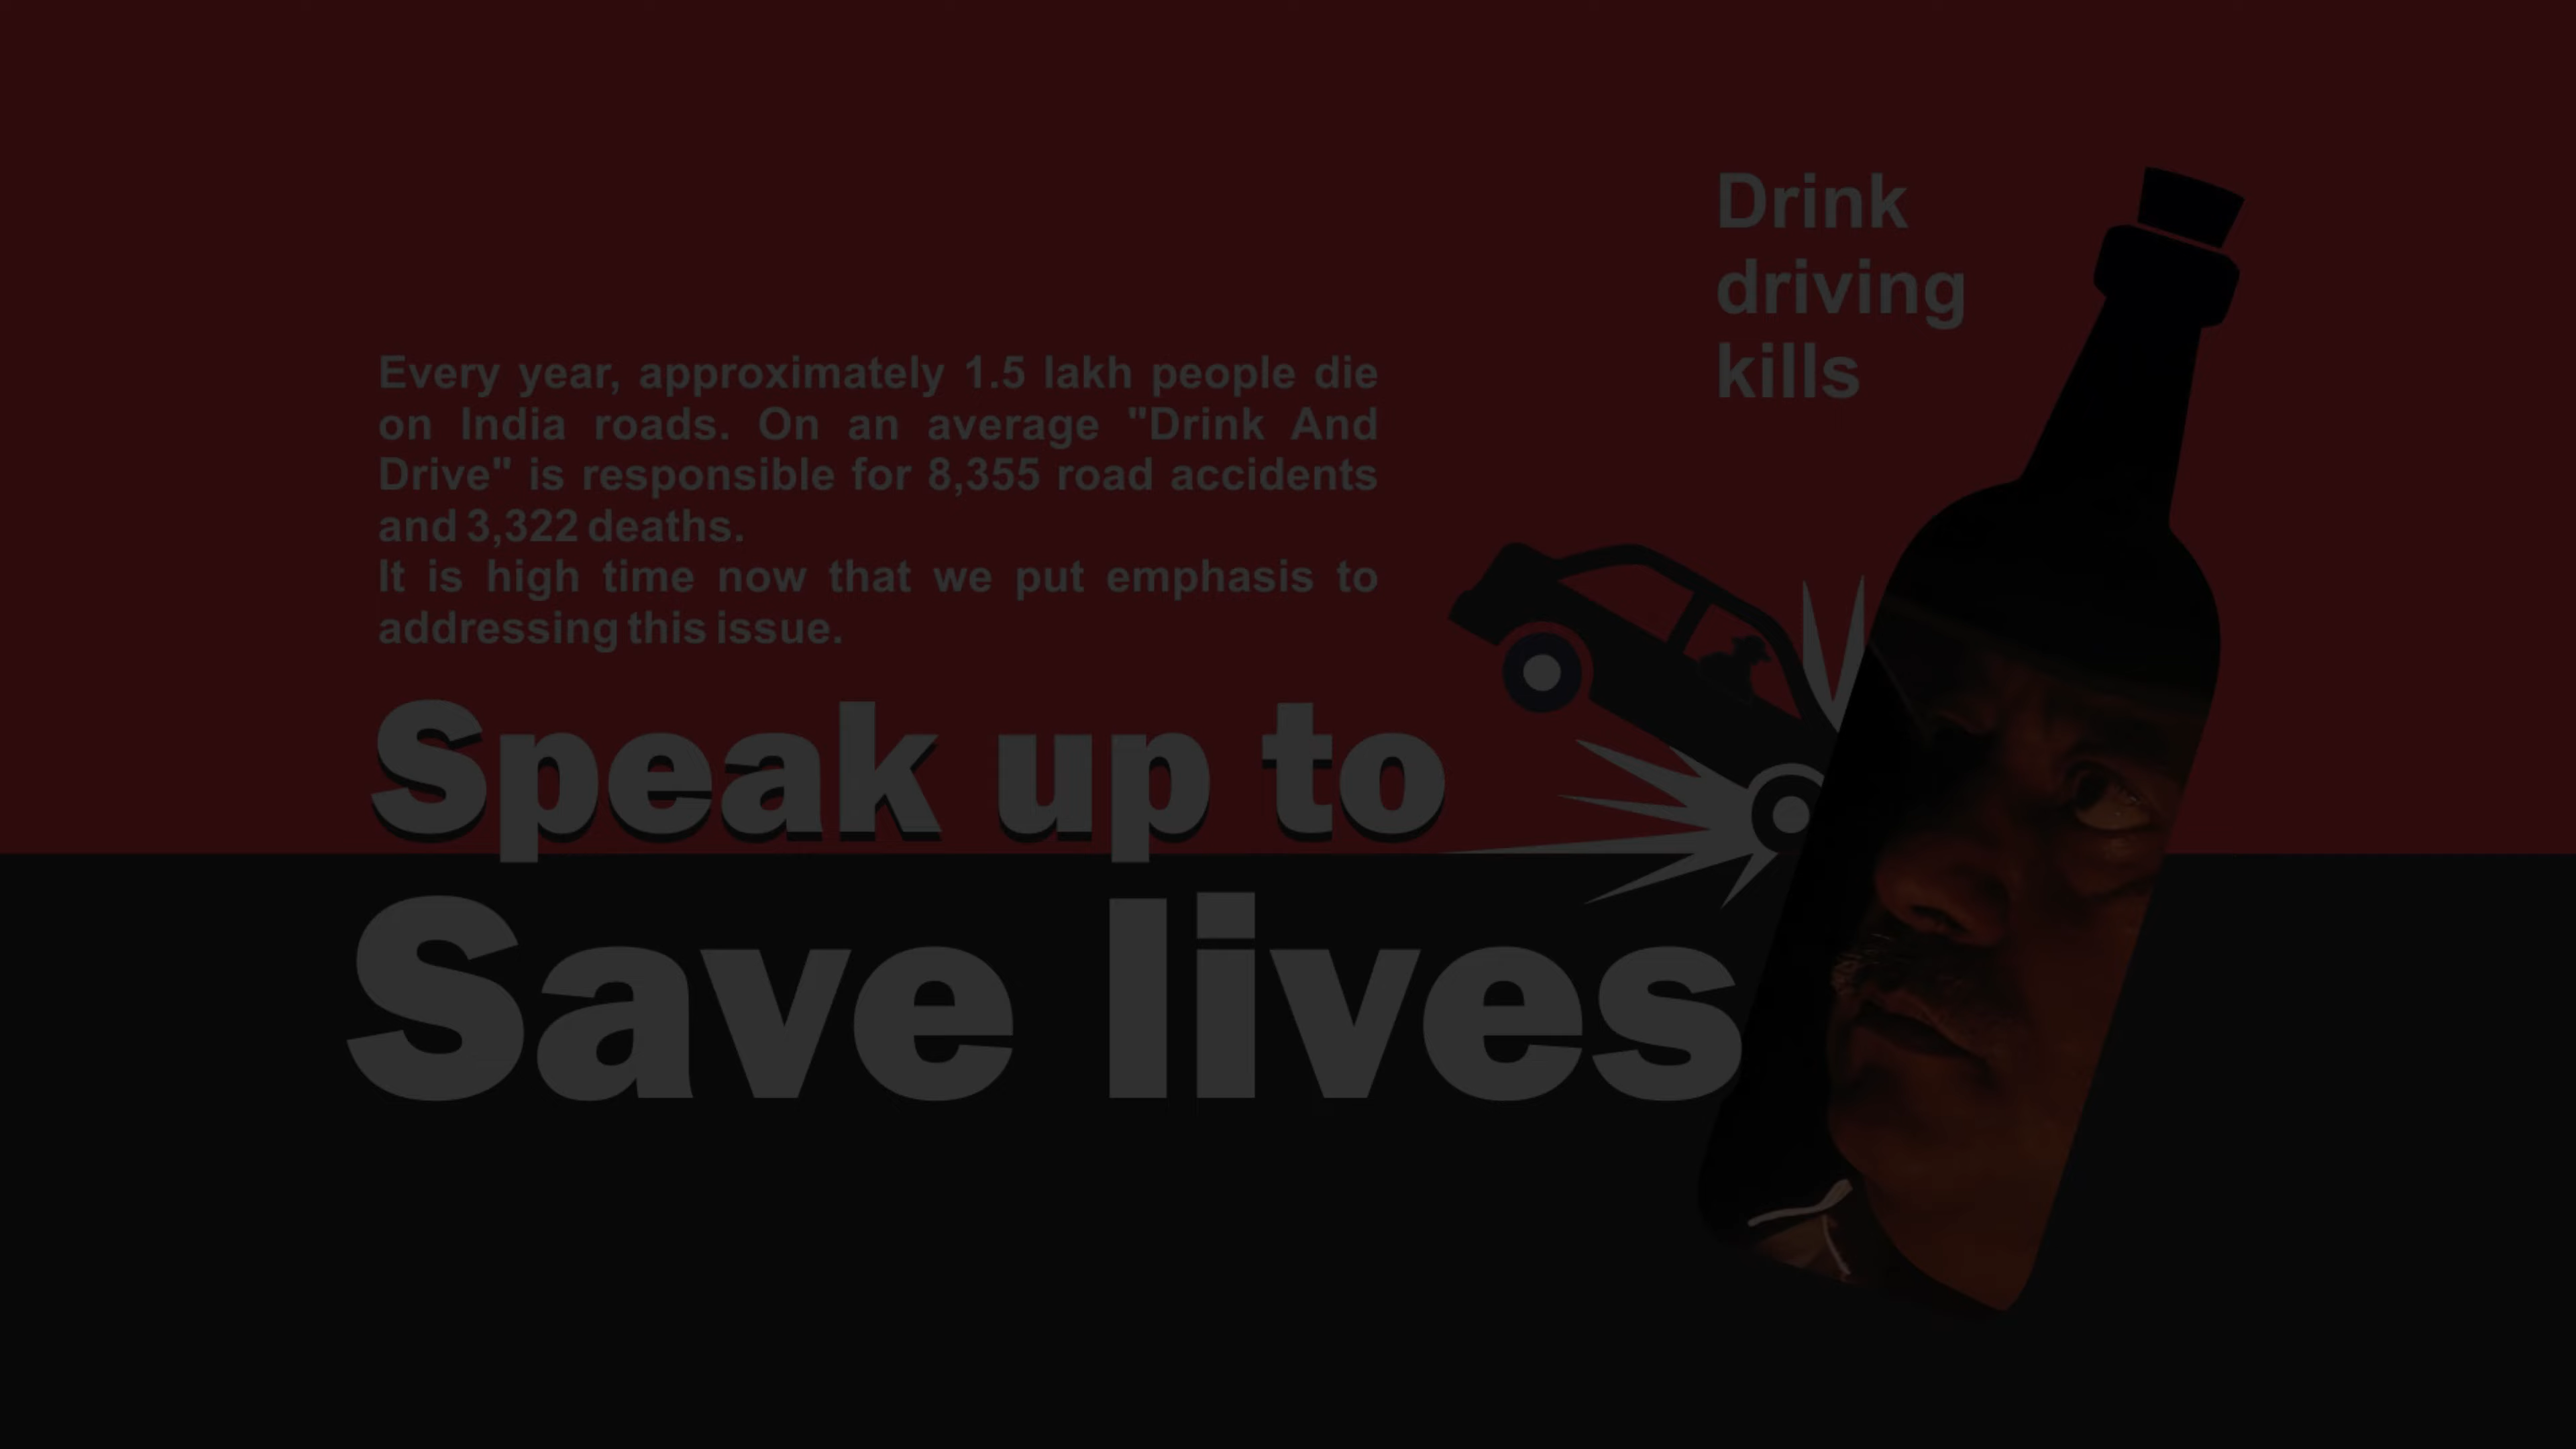 Drink
driving
kills
Every year, approximately 1.5 lakh people die
on India roads. On an average "Drink And
Drive" is responsible for 8,355 road accidents
and 3,322 deaths.
It is high time now that we put emphasis to
addressing this issue.
Speak up to
Save lives